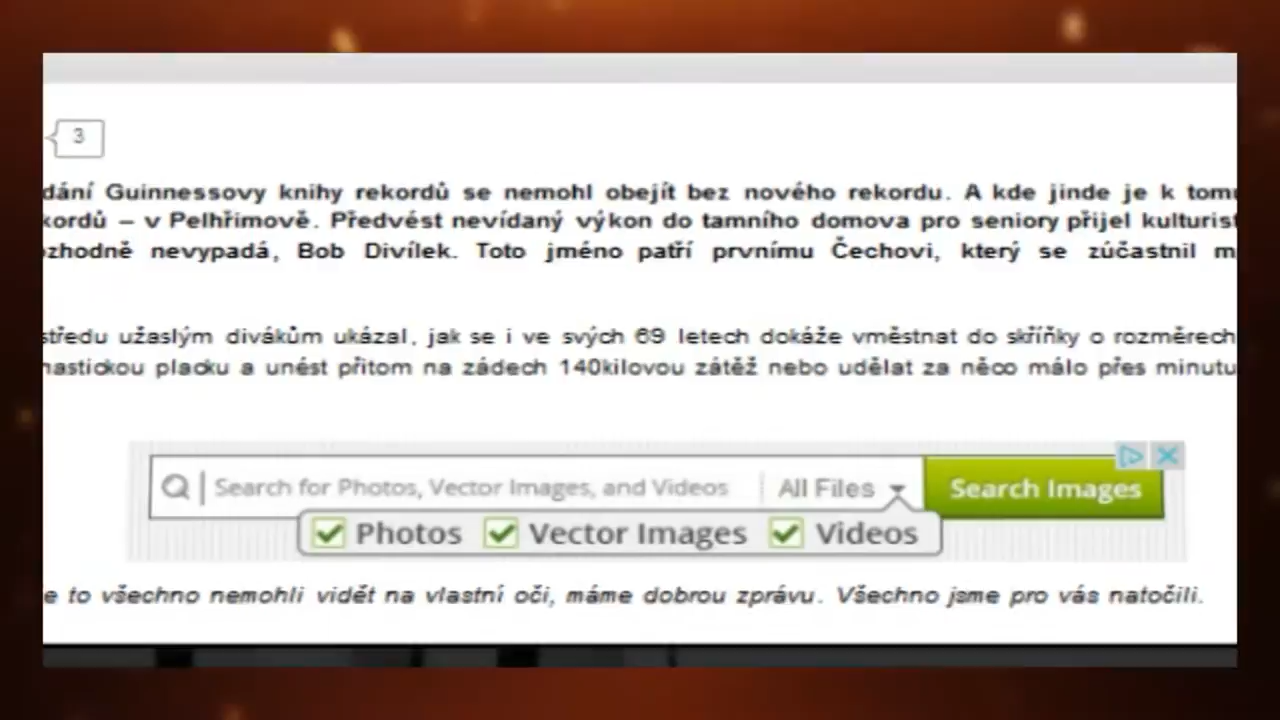 3
dání Guinnessovy knihy rekordů se nemohl obejít bez nového rekordu. A kde jinde je k
kordů – v Pelhřimově. Předvést nevídaný výkon do tamního domova pro seniory přijel kulturist
ozhodně nevypadá, Bob Divílek. Toto jméno patří prvnímu Čechovi, který se zúčastnil
středu užaslým divákům ukázal, jak se i ve svých 69 letech dokáže vměstnat do skříňky o rozměrech
nastickou placku a unést přitom na zádech 140kilovou zátěž nebo udělat za něco málo přes minutu
Search for Photos, Vector Images, and Videos All Files Search Images
Photos Vector Images Videos
e to všechno nemohli vidět na vlastní oči, máme dobrou zprávu. Všechno jsme pro vás natočili.